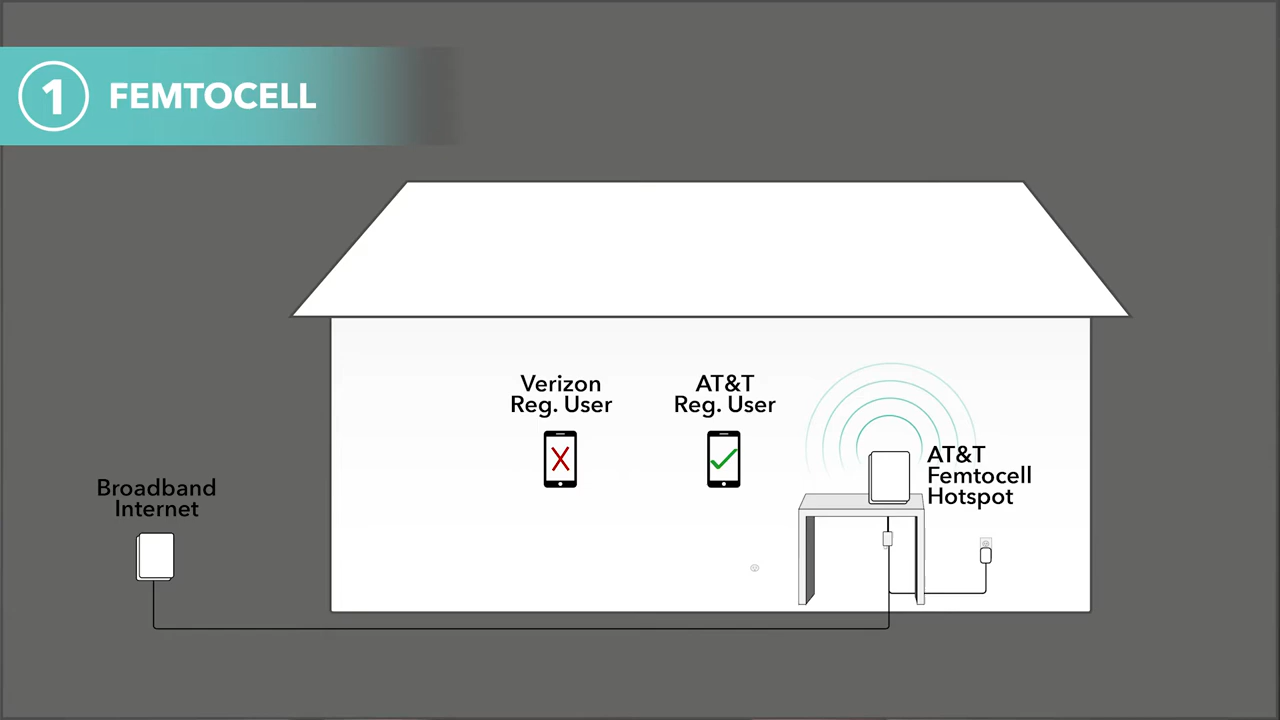 1 FEMTOCELL
Verizon
Reg. User
AT&T
Reg. User
AT&T
Femtocell
Hotspot
Broadband
Internet